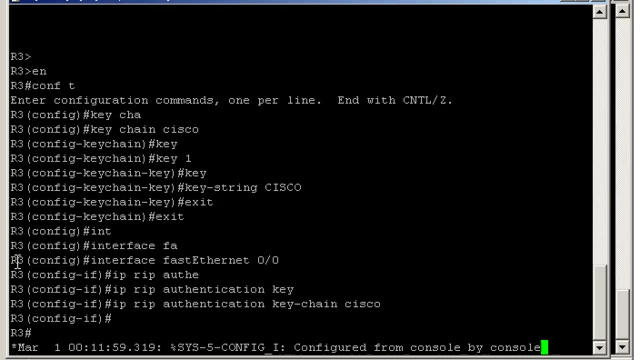 R3>
R3>en
R3#conf t
Enter configuration commands, one per line.  End with CNTL/Z.
R3(config)#key cha
R3(config)#key chain cisco
R3(config-keychain)#key
R3(config-keychain)#key 1
R3(config-keychain-key)#key
R3(config-keychain-key)#key-string CISCO
R3(config-keychain-key)#exit
R3(config-keychain)#exit
R3(config)#int
R3(config)#interface fa
R3(config)#interface fastEthernet 0/0
R3(config-if)#ip rip authe
R3(config-if)#ip rip authentication key
R3(config-if)#ip rip authentication key-chain cisco
R3(config-if)#
R3#
*Mar  1 00:11:59.319: %SYS-5-CONFIG_I: Configured from console by console